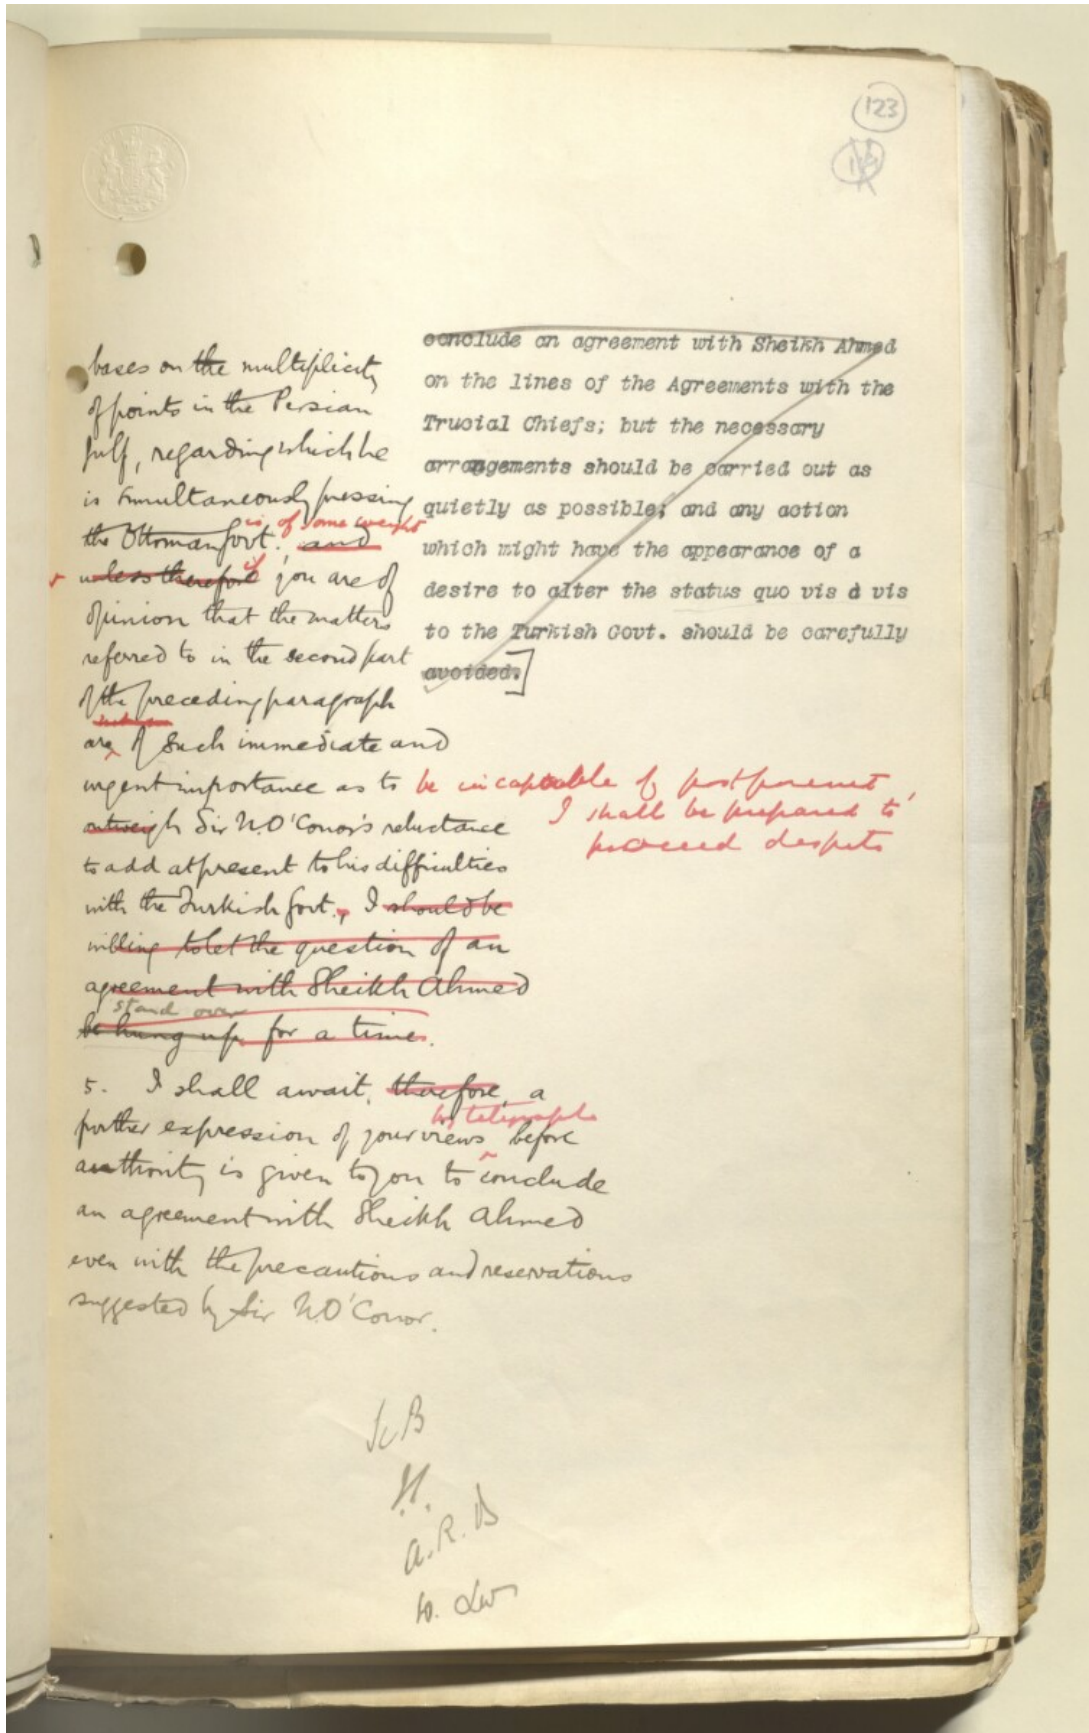 123
conclude an agreement with Sheikh Ahmed
on the lines of the Agreements with the
Trucial Chiefs; but the necessary
arrangements should be carried out as
quietly as possible; and any action
which might have the appearance of a
desire to alter the status quo vis à vis
to the Turkish Govt. should be carefully
avoided.]
bases on the multiplicity
of points in the Persian
Gulf, regarding which he
is simultaneously pressing
is of some weight
the Ottoman Govt. ; and
unless therefore if you are of
opinion that the matters
referred to in the second part
of the preceding paragraph
not
are of such immediate and
urgent importance as to be incapable of postponement,
outweigh Sir N. O'Conor's reluctance
I shall be prepared to
proceed despite
to add at present to his difficulties
with the Turkish Govt., I should be
willing to let the question of an
agreement with Sheikh Ahmed
stand over
be hung up for a time.
5. I shall await, therefore, a
by telegraph
further expression of your views before
authority is given to you to conclude
an agreement with Sheikh Ahmed
even with the precautions and reservations
suggested by Sir N. O'Conor.
H.
A.R.D